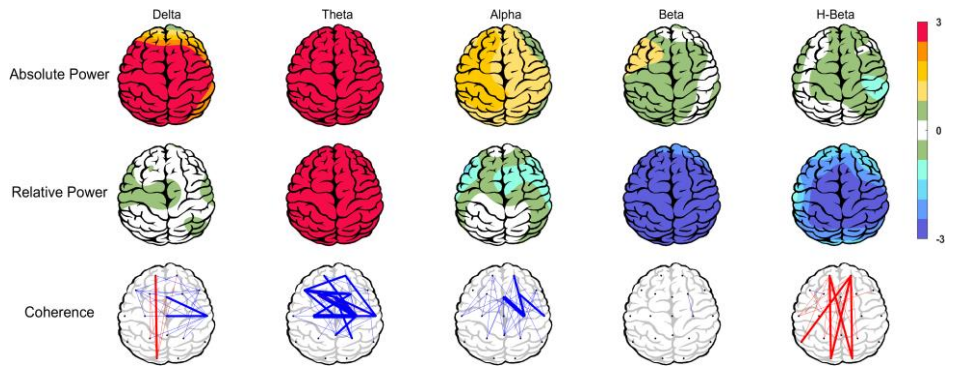 Delta Theta Alpha Beta H-Beta
3
Absolute Power
0
Relative Power
-3
Coherence